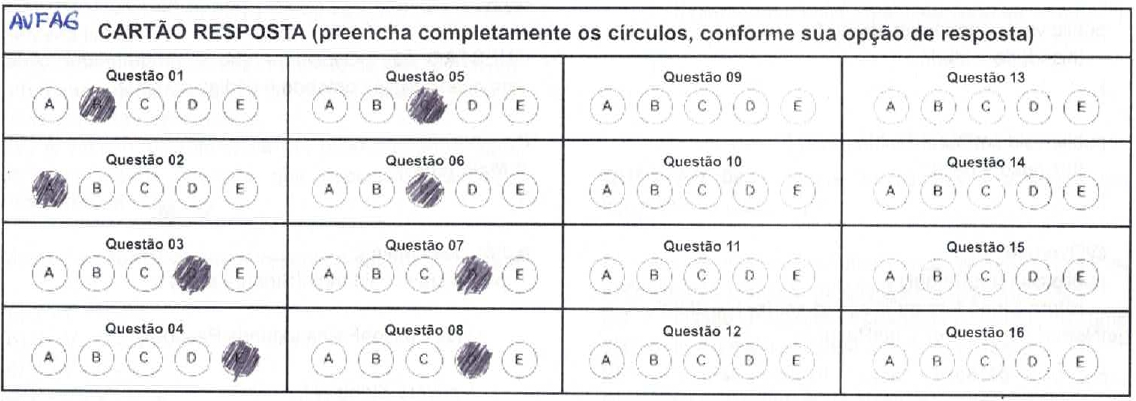 AVFAG
CARTÃO RESPOSTA (preencha completamente os círculos, conforme sua opção de resposta)
Questão 01 Questão 05 Questão 09 Questão 13
A B C D E A B D E A B C D E A B C D E
Questão 02 Questão 06 Questão 10 Questão 14
A B C D E A B D E A B C D E A B C D E
Questão 03 Questão 07 Questão 11 Questão 15
A B C D E A B C D E A B C D E A B C D E
Questão 04 Questão 08 Questão 12 Questão 16
A B C D E A B C D E A B C D E A B C D E